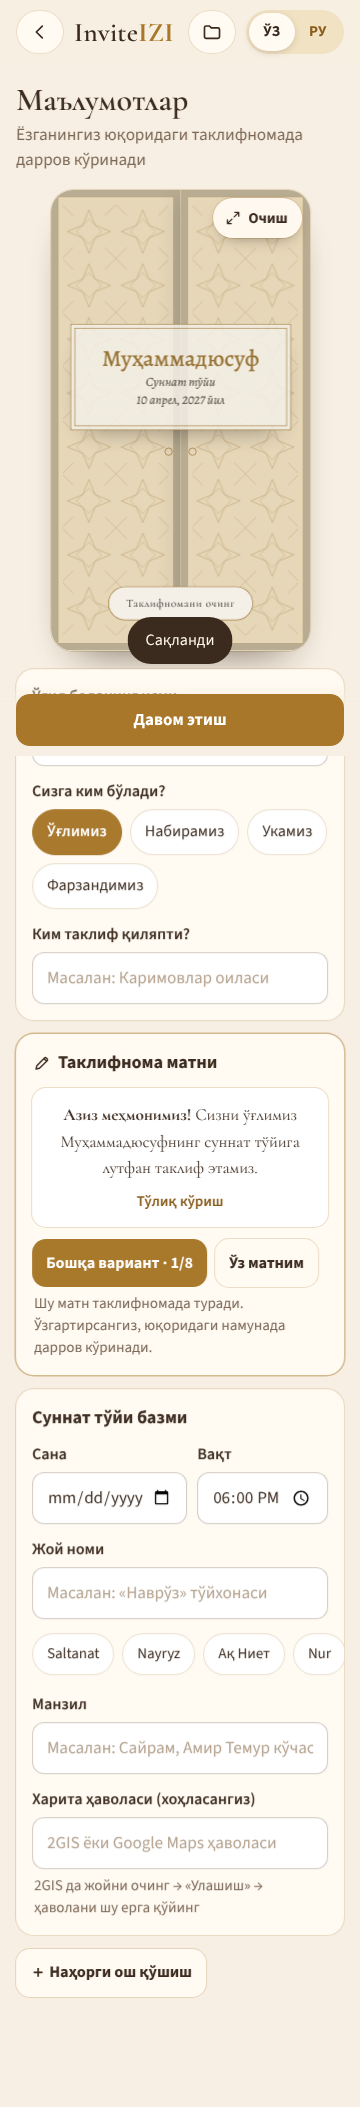 InviteIZI
ЎЗ
РУ
Маълумотлар
Ёзганингиз юқоридаги таклифномада
дарров кўринади
Очиш
Муҳаммадюсуф
Суннат тўйи
10 апрел, 2027 йил
Таклифномани очинг
Сақланди
Давом этиш
Сизга ким бўлади?
Ўғлимиз
Набирамиз
Укамиз
Фарзандимиз
Ким таклиф қиляпти?
Масалан: Каримовлар оиласи
Таклифнома матни
Азиз меҳмонимиз! Сизни ўғлимиз
Муҳаммадюсуфнинг суннат тўйига
лутфан таклиф этамиз.
Тўлиқ кўриш
Бошқа вариант · 1/8
Ўз матним
Шу матн таклифномада туради.
Ўзгартирсангиз, юқоридаги намунада
дарров кўринади.
Суннат тўйи базми
Сана
Вақт
mm/dd/yyyy
06:00 PM
Жой номи
Масалан: «Наврўз» тўйхонаси
Saltanat
Nayryz
Ақ Ниет
Nur
Манзил
Масалан: Сайрам, Амир Темур кўчас
Харита ҳаволаси (хоҳласангиз)
2GIS ёки Google Maps ҳаволаси
2GIS да жойни очинг → «Улашиш» →
ҳаволани шу ерга қўйинг
+ Наҳорги ош қўшиш